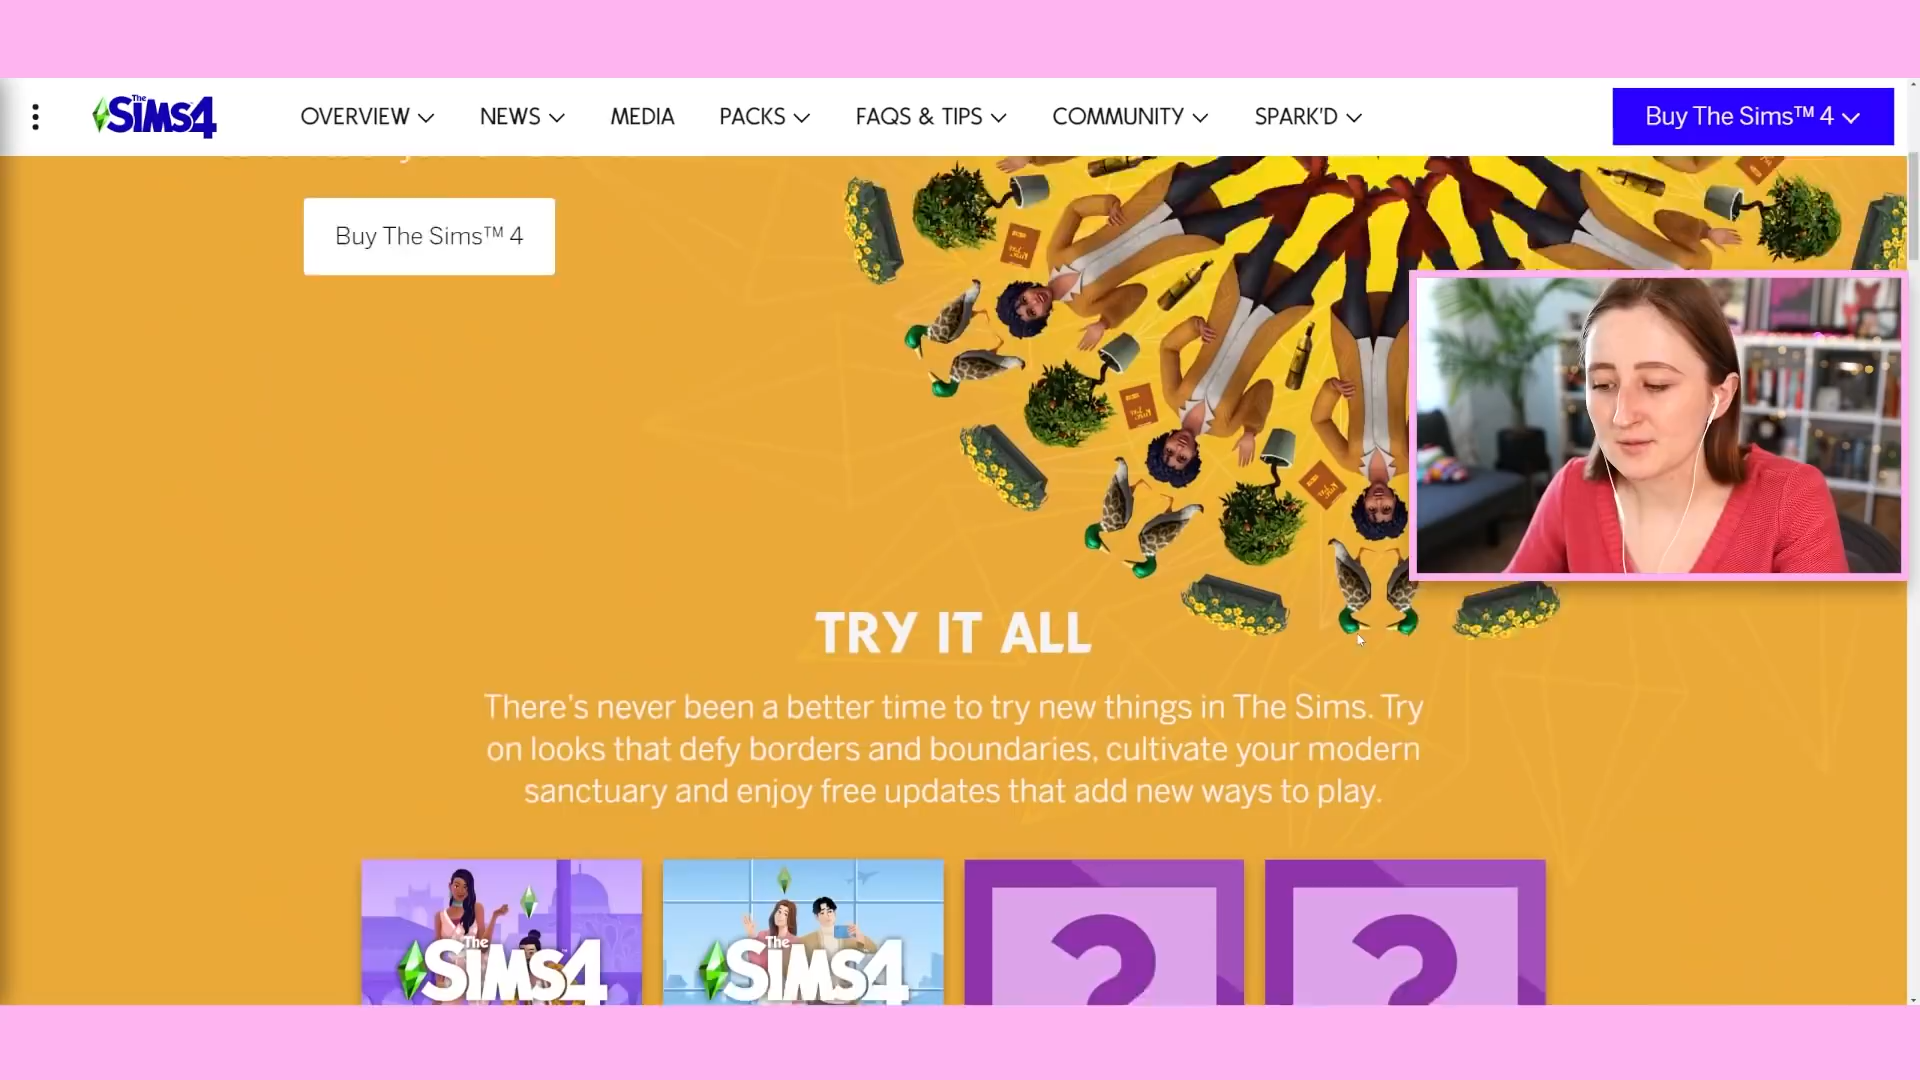 The Sims 4
OVERVIEW
NEWS
MEDIA
PACKS
FAQS & TIPS
COMMUNITY
SPARK'D
Buy The Sims™ 4
Buy The Sims™ 4
TRY IT ALL
There's never been a better time to try new things in The Sims. Try
on looks that defy borders and boundaries, cultivate your modern
sanctuary and enjoy free updates that add new ways to play.
The Sims 4
The Sims 4
?
?